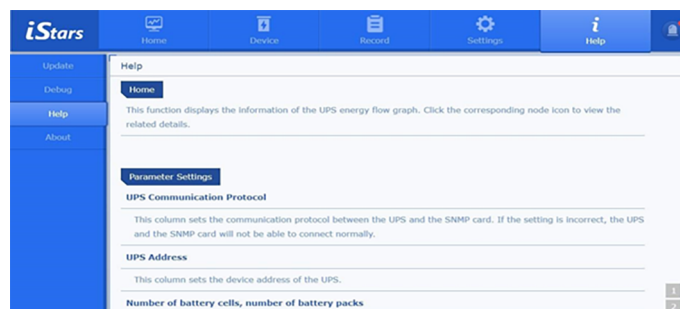 iStars
Home
Device
Record
Settings
Help
Update
Debug
Help
About
Help
Home
This function displays the information of the UPS energy flow graph. Click the corresponding node icon to view the
related details.
Parameter Settings
UPS Communication Protocol
This column sets the communication protocol between the UPS and the SNMP card. If the setting is incorrect, the UPS
and the SNMP card will not be able to connect normally.
UPS Address
This column sets the device address of the UPS.
Number of battery cells, number of battery packs
1
2